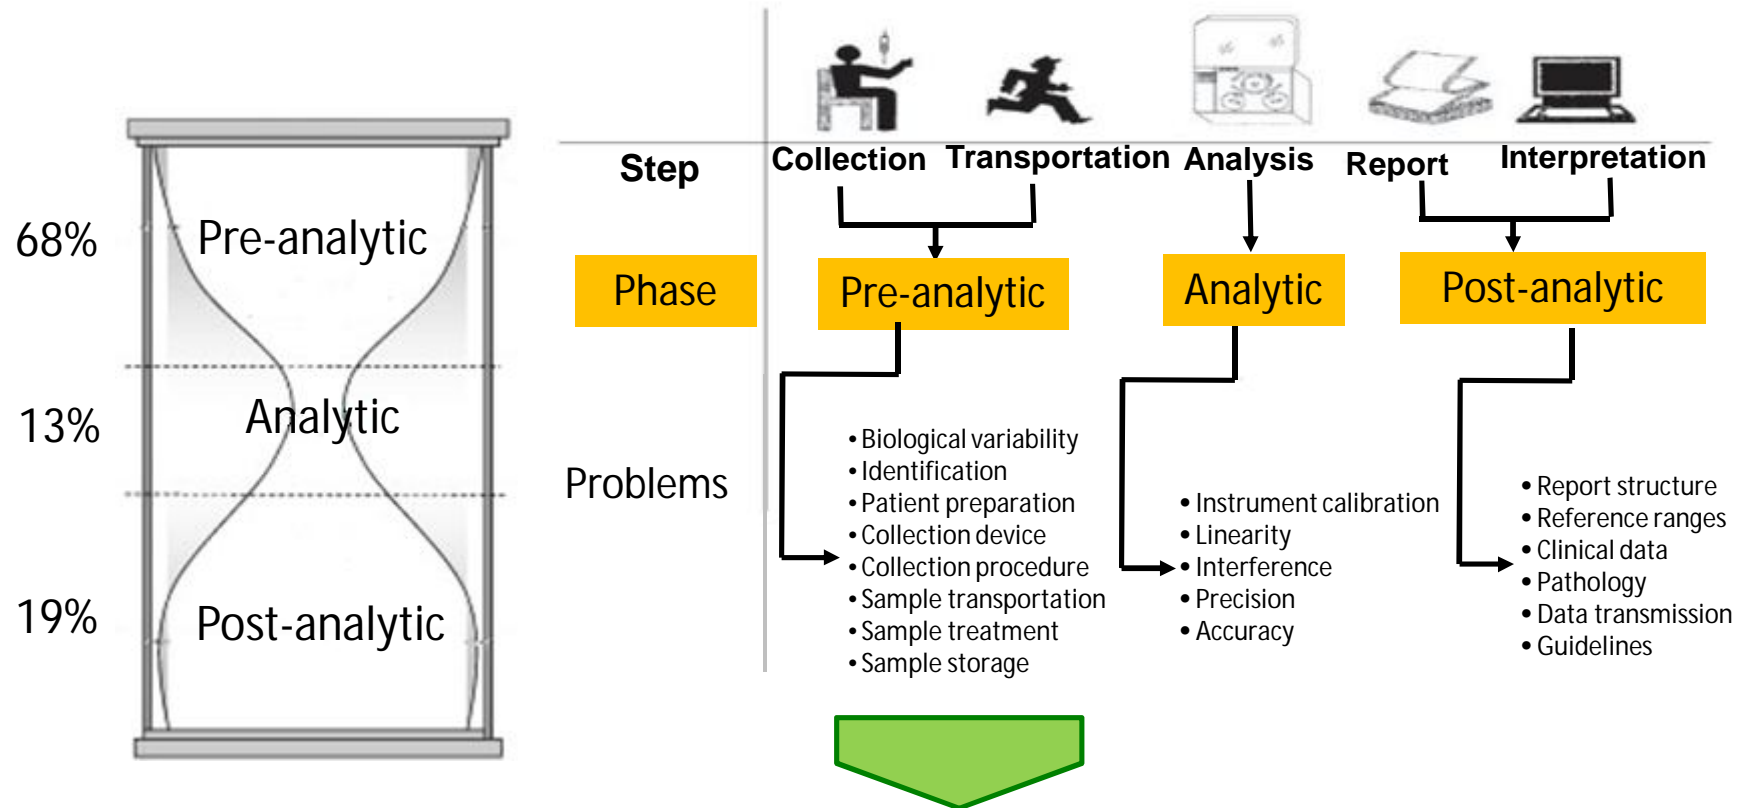 68%
Pre-analytic
13%
Analytic
19%
Post-analytic
Step
Collection
Transportation
Analysis
Report
Interpretation
Phase
Pre-analytic
Analytic
Post-analytic
Problems
• Biological variability
• Identification
• Patient preparation
• Collection device
• Collection procedure
• Sample transportation
• Sample treatment
• Sample storage
• Instrument calibration
• Linearity
• Interference
• Precision
• Accuracy
• Report structure
• Reference ranges
• Clinical data
• Pathology
• Data transmission
• Guidelines